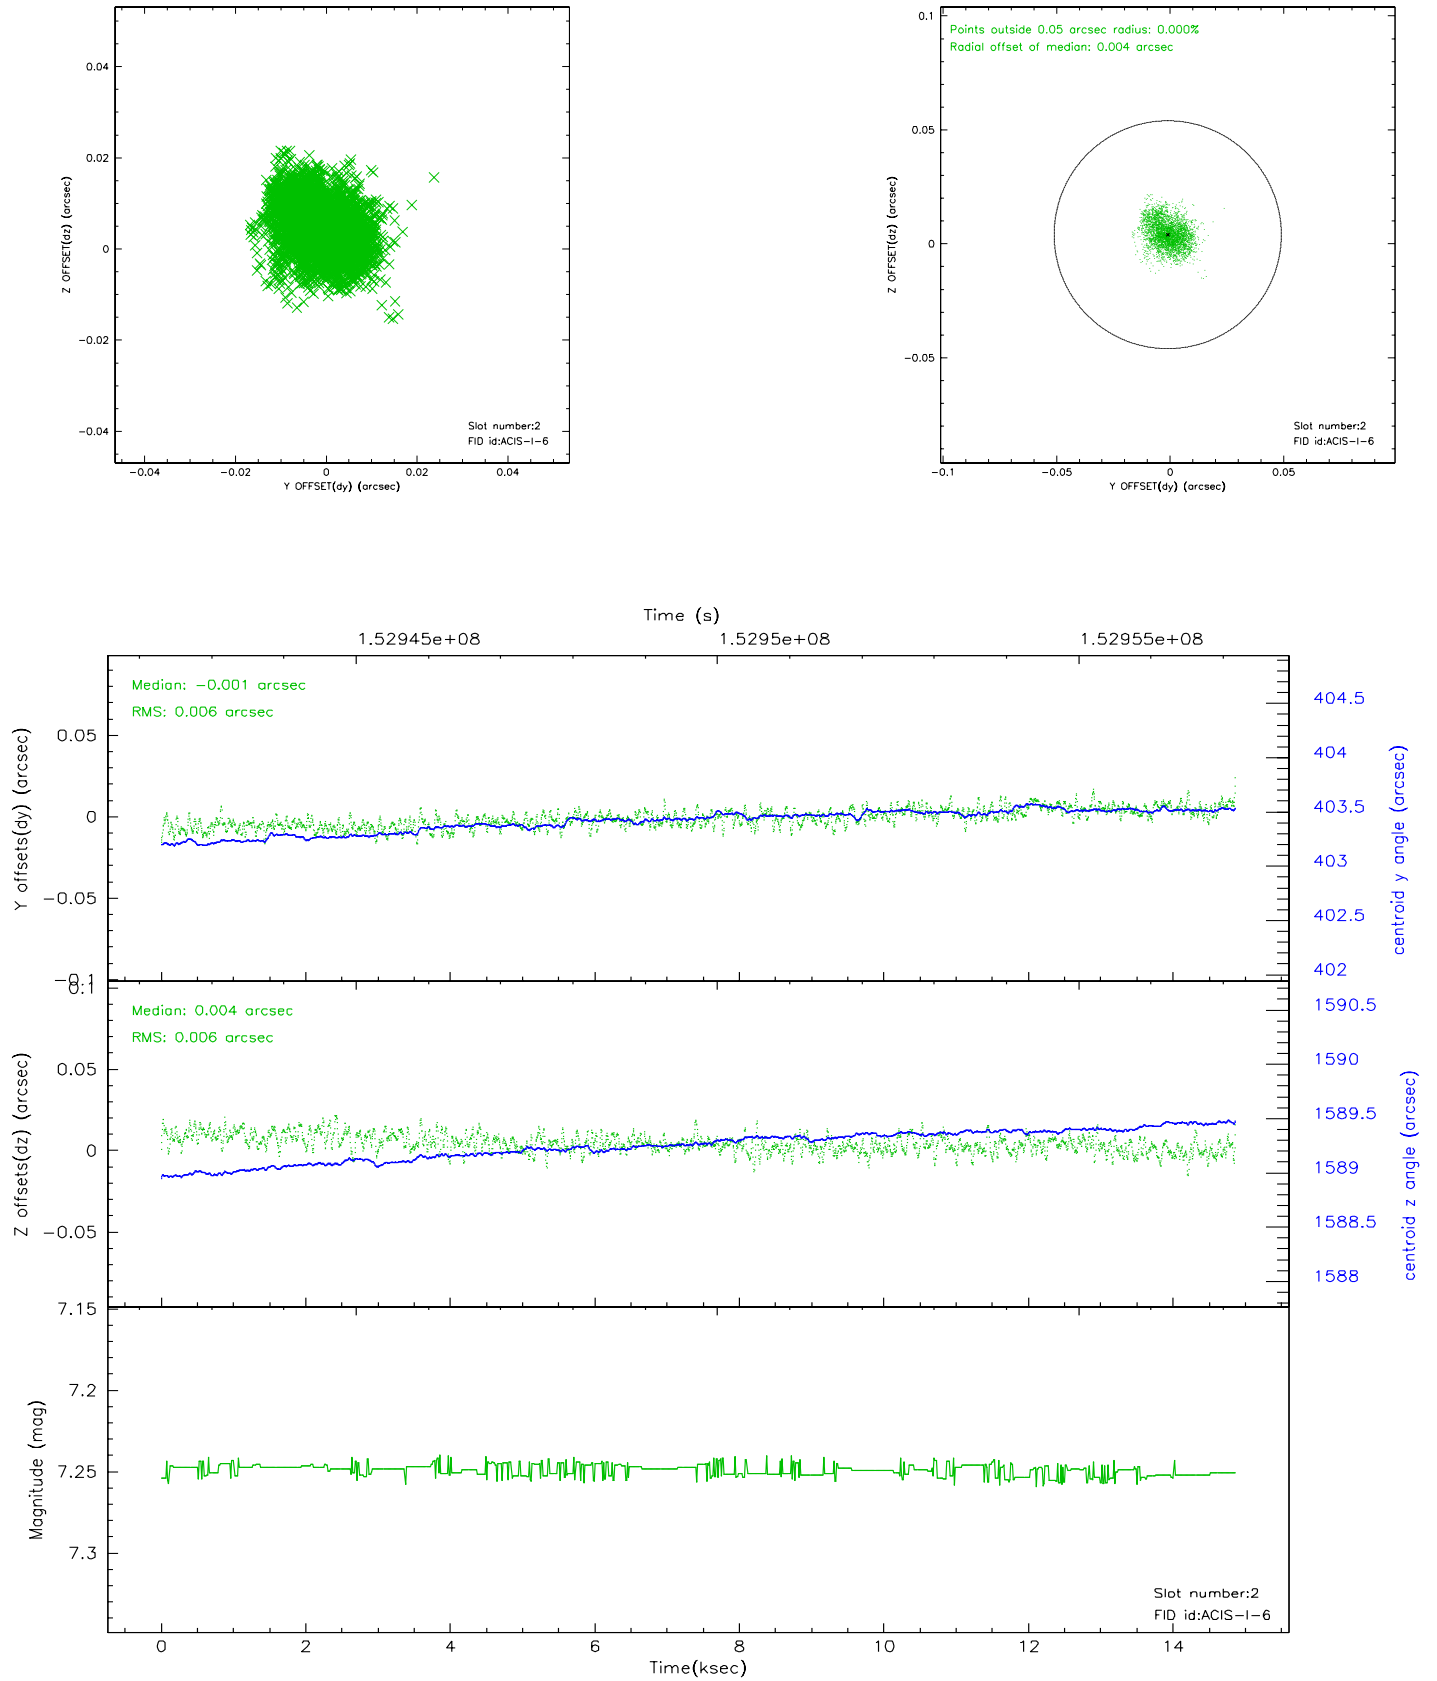 0.04
0.02
0
-0.02
-0.04
Z OFFSET(dz) (arcsec)
Slot number:2
FID id:ACIS-I-6
-0.04 -0.02 0 0.02 0.04
Y OFFSET(dy) (arcsec)
0.1
0.05
0
-0.05
Z OFFSET(dz) (arcsec)
Points outside 0.05 arcsec radius: 0.000%
Radial offset of median: 0.004 arcsec
Slot number:2
FID id:ACIS-I-6
-0.1 -0.05 0 0.05
Y OFFSET(dy) (arcsec)
Time (s)
1.52945e+08 1.5295e+08 1.52955e+08
Median: -0.001 arcsec
RMS: 0.006 arcsec
0.05
0
-0.05
-0.1
Y offsets(dy) (arcsec)
404.5
404
403.5
403
402.5
402
centroid y angle (arcsec)
Median: 0.004 arcsec
RMS: 0.006 arcsec
0.1
0.05
0
-0.05
Z offsets(dz) (arcsec)
1590.5
1590
1589.5
1589
1588.5
1588
centroid z angle (arcsec)
7.15
7.2
7.25
7.3
Magnitude (mag)
Slot number:2
FID id:ACIS-I-6
0 2 4 6 8 10 12 14
Time(ksec)